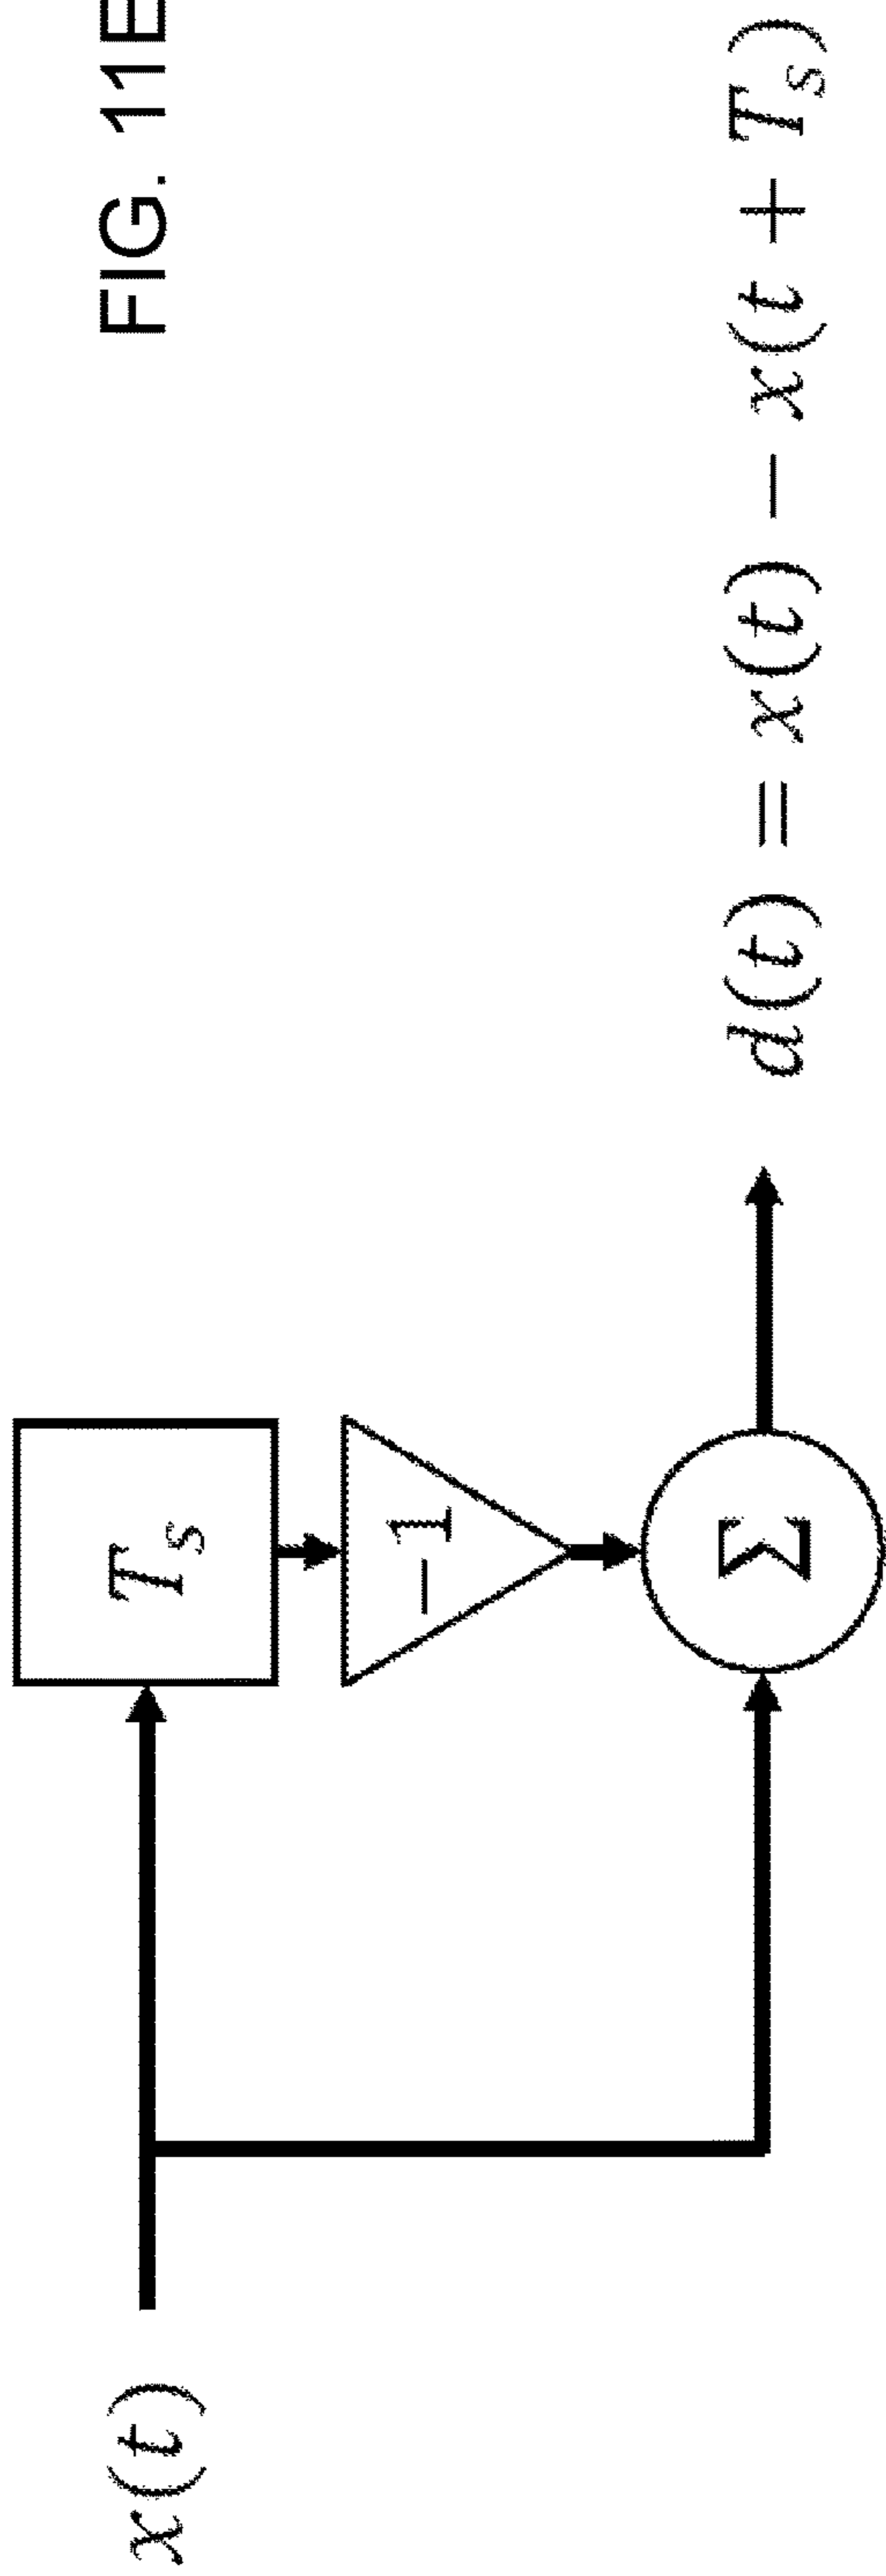 FIG. 11E
x(t)
T_s
−1
Σ
d(t) = x(t) − x(t + T_s)